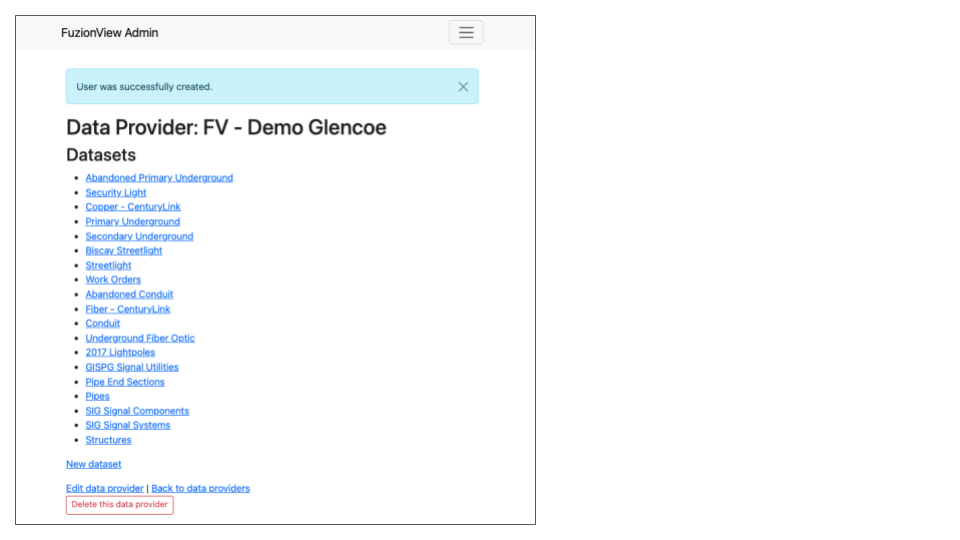 FuzionView Admin
User was successfully created.
Data Provider: FV - Demo Glencoe
Datasets
Abandoned Primary Underground
Security Light
Copper - CenturyLink
Primary Underground
Secondary Underground
Biscay Streetlight
Streetlight
Work Orders
Abandoned Conduit
Fiber - CenturyLink
Conduit
Underground Fiber Optic
2017 Lightpoles
GISPG Signal Utilities
Pipe End Sections
Pipes
SIG Signal Components
SIG Signal Systems
Structures
New dataset
Edit data provider | Back to data providers
Delete this data provider